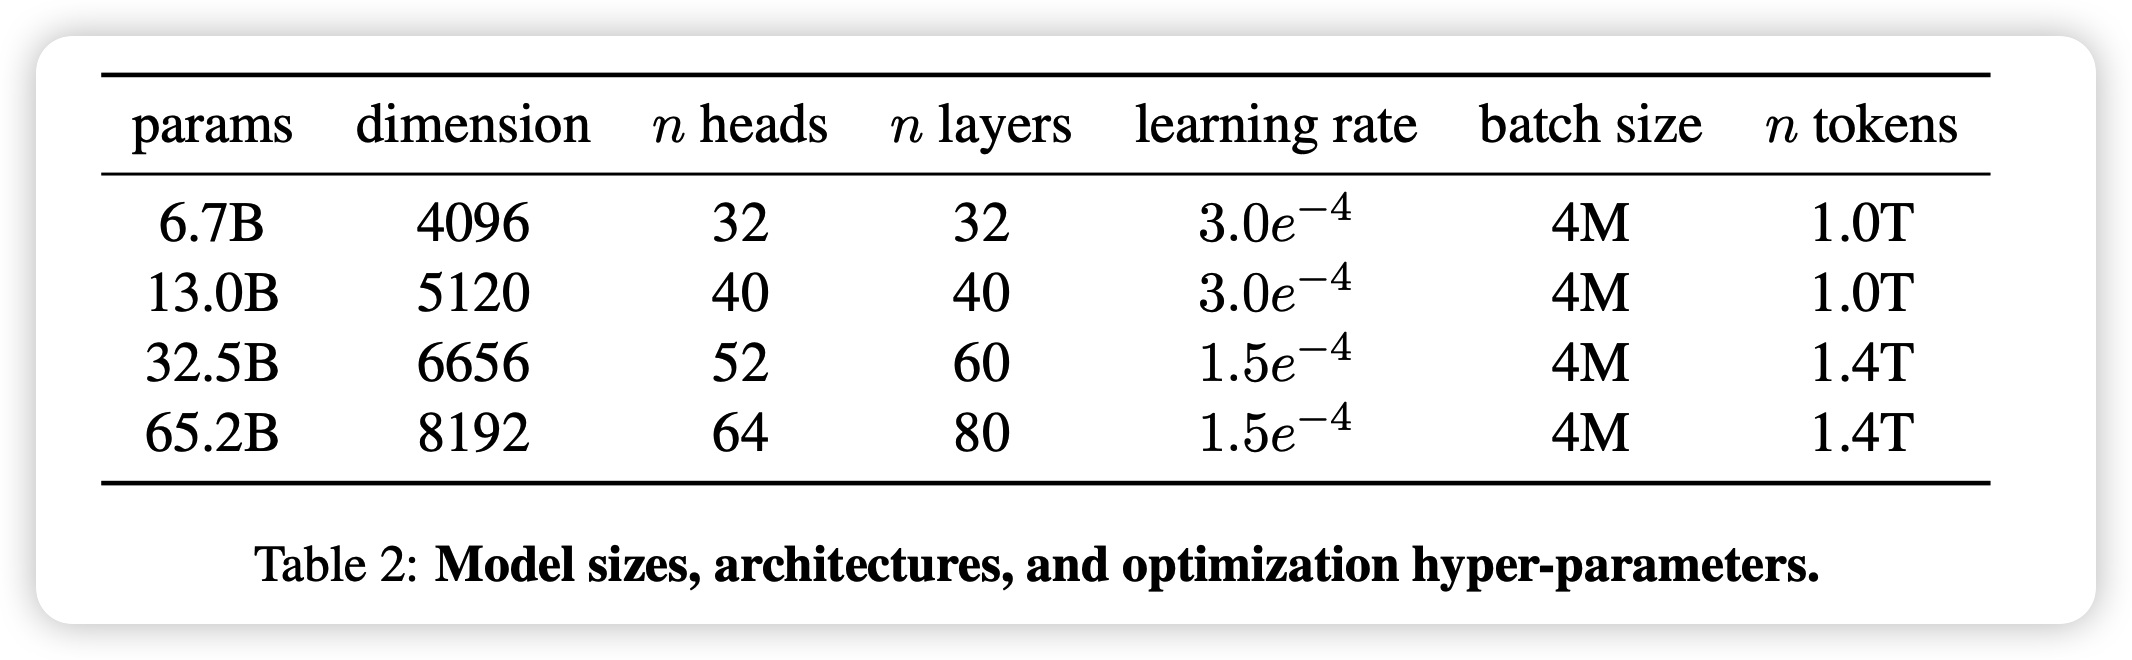 params dimension n heads n layers learning rate batch size n tokens
6.7B 4096 32 32 3.0e−4 4M 1.0T
13.0B 5120 40 40 3.0e−4 4M 1.0T
32.5B 6656 52 60 1.5e−4 4M 1.4T
65.2B 8192 64 80 1.5e−4 4M 1.4T
Table 2: Model sizes, architectures, and optimization hyper-parameters.